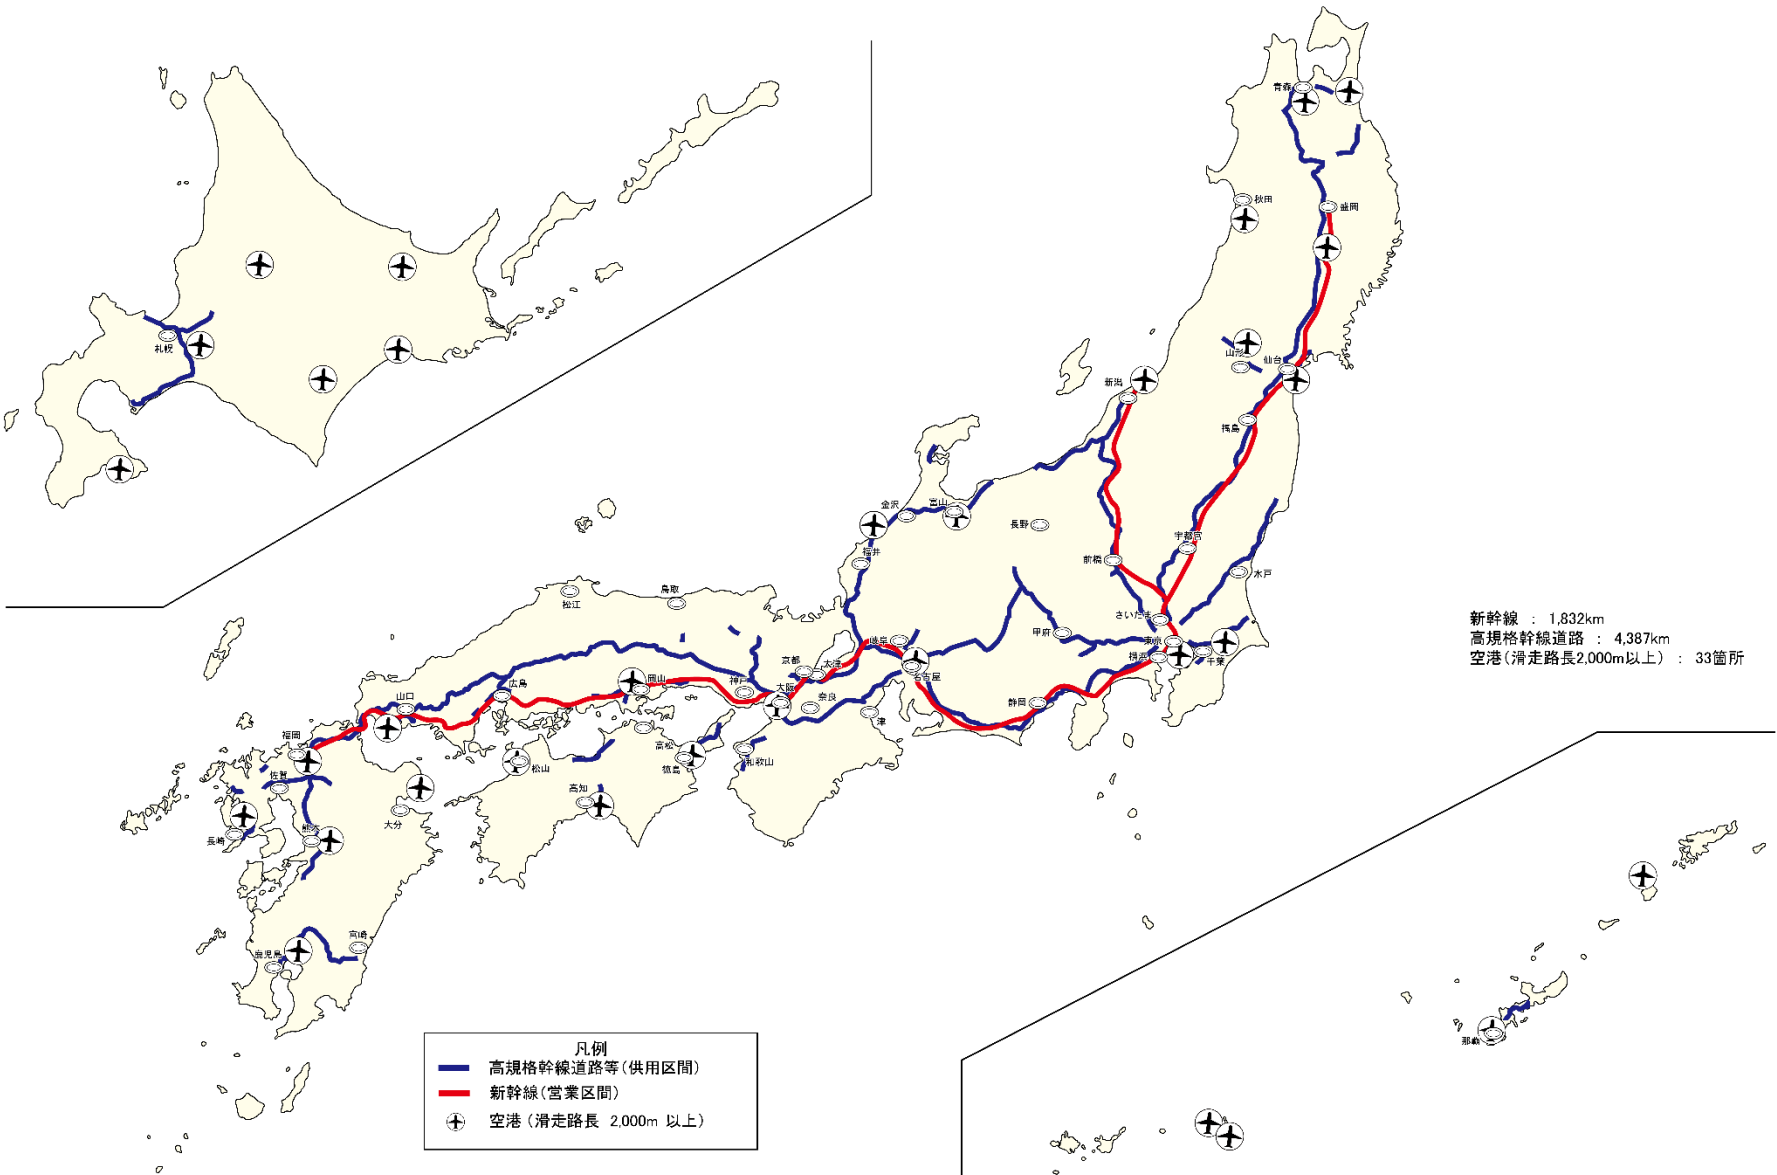 青森
秋田
盛岡
札幌
山形
仙台
新潟
福島
金沢
富山
長野
宇都宮
福井
前橋
水戸
松江
鳥取
さいたま
新幹線 : 1,832km
高規格幹線道路 : 4,387km
空港(滑走路長2,000m以上) : 33箇所
岐阜
甲府
東京
京都
大津
横浜
千葉
名古屋
山口
広島
岡山
神戸
大阪
奈良
津
静岡
福岡
高松
松山
徳島
和歌山
佐賀
高知
長崎
熊本
大分
宮崎
鹿児島
那覇
凡例
高規格幹線道路等(供用区間)
新幹線(営業区間)
空港(滑走路長 2,000m 以上)